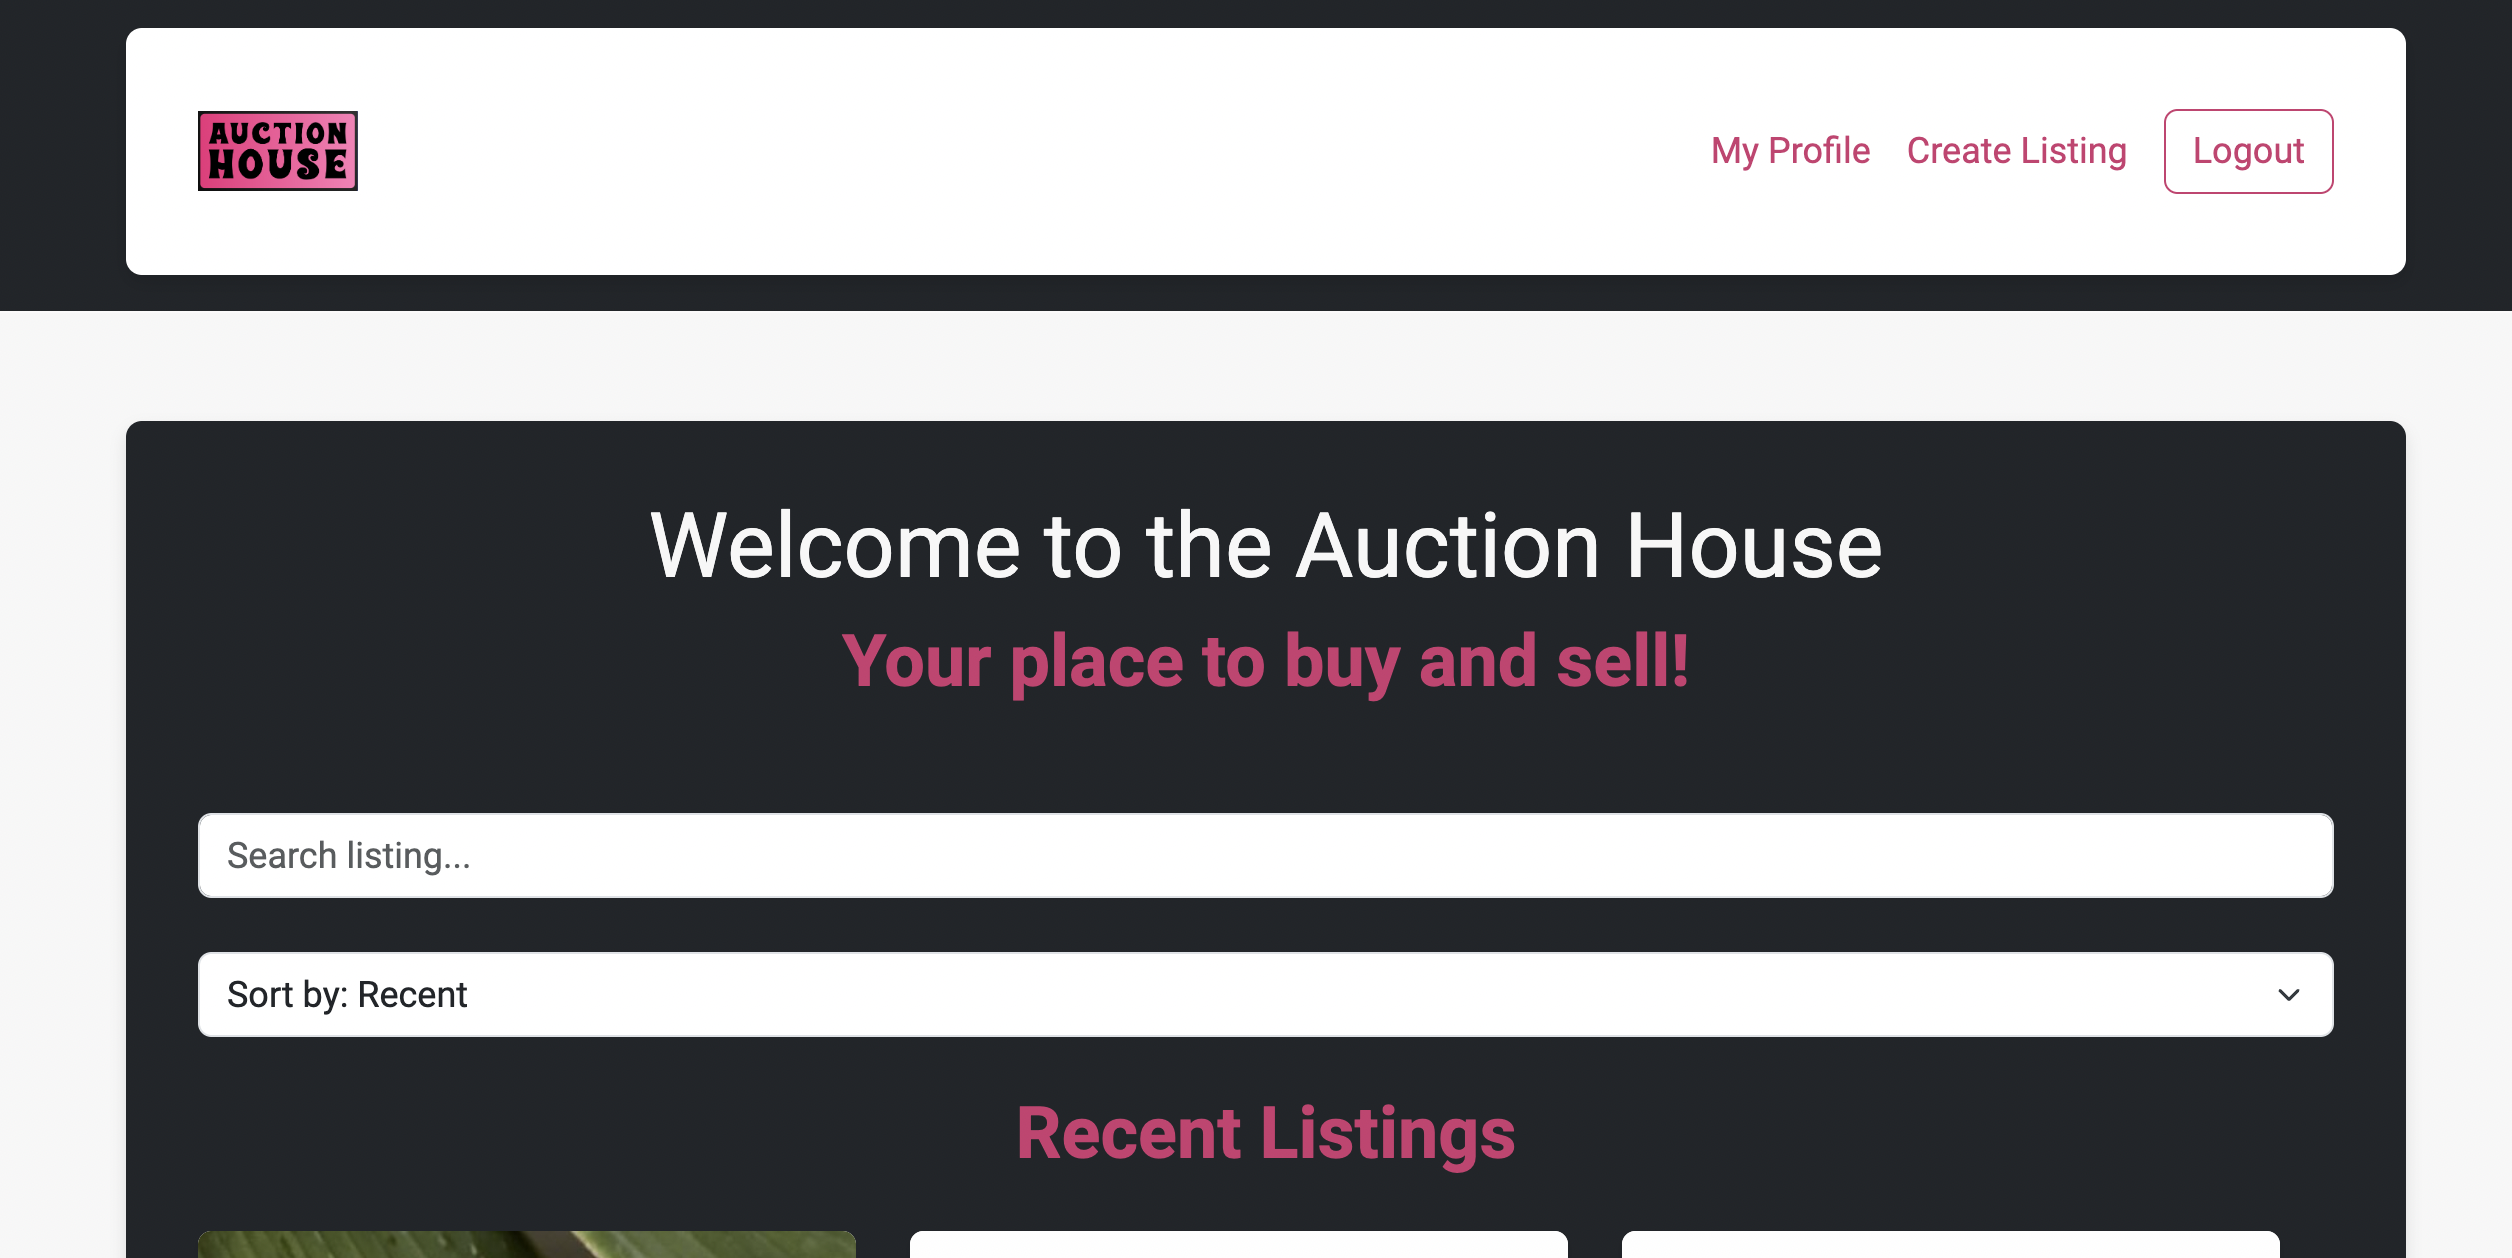 AUCTION
HOUSE
My Profile Create Listing Logout
Welcome to the Auction House
Your place to buy and sell!
Search listing...
Sort by: Recent
Recent Listings